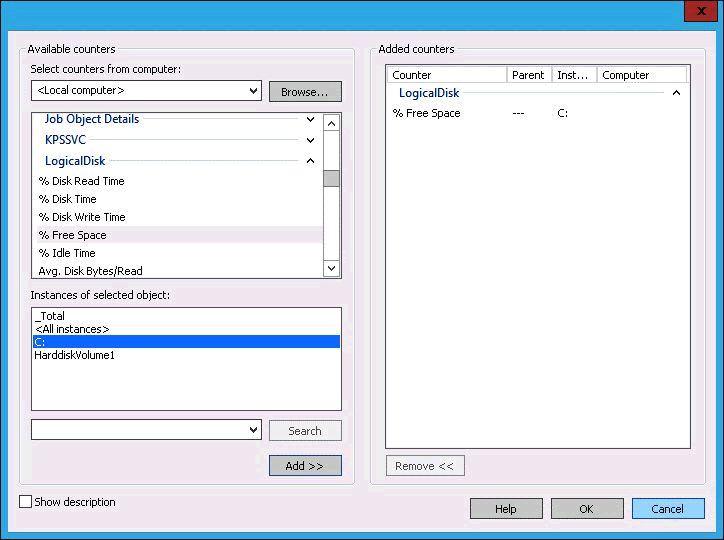 x
Available counters
Select counters from computer:
<Local computer>
Browse...
Job Object Details
KPSSVC
LogicalDisk
% Disk Read Time
% Disk Time
% Disk Write Time
% Free Space
% Idle Time
Avg. Disk Bytes/Read
Instances of selected object:
_Total
<All instances>
C:
HarddiskVolume1
Search
Add >>
Show description
Added counters
Counter Parent Inst... Computer
LogicalDisk
% Free Space --- C:
Remove <<
Help OK Cancel